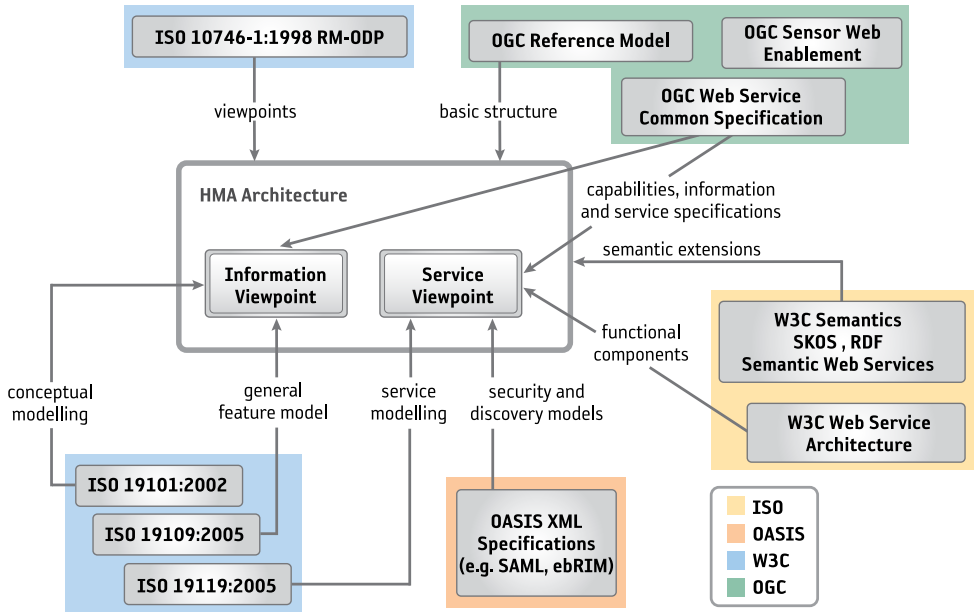 ISO 10746-1:1998 RM-ODP
OGC Reference Model
OGC Sensor Web
Enablement
OGC Web Service
Common Specification
viewpoints
basic structure
HMA Architecture
capabilities, information
and service specifications
semantic extensions
Information
Viewpoint
Service
Viewpoint
W3C Semantics
SKOS , RDF
Semantic Web Services
functional
components
conceptual
modelling
general
feature model
service
modelling
security and
discovery models
W3C Web Service
Architecture
ISO 19101:2002
ISO 19109:2005
ISO 19119:2005
OASIS XML
Specifications
(e.g. SAML, ebRIM)
ISO
OASIS
W3C
OGC